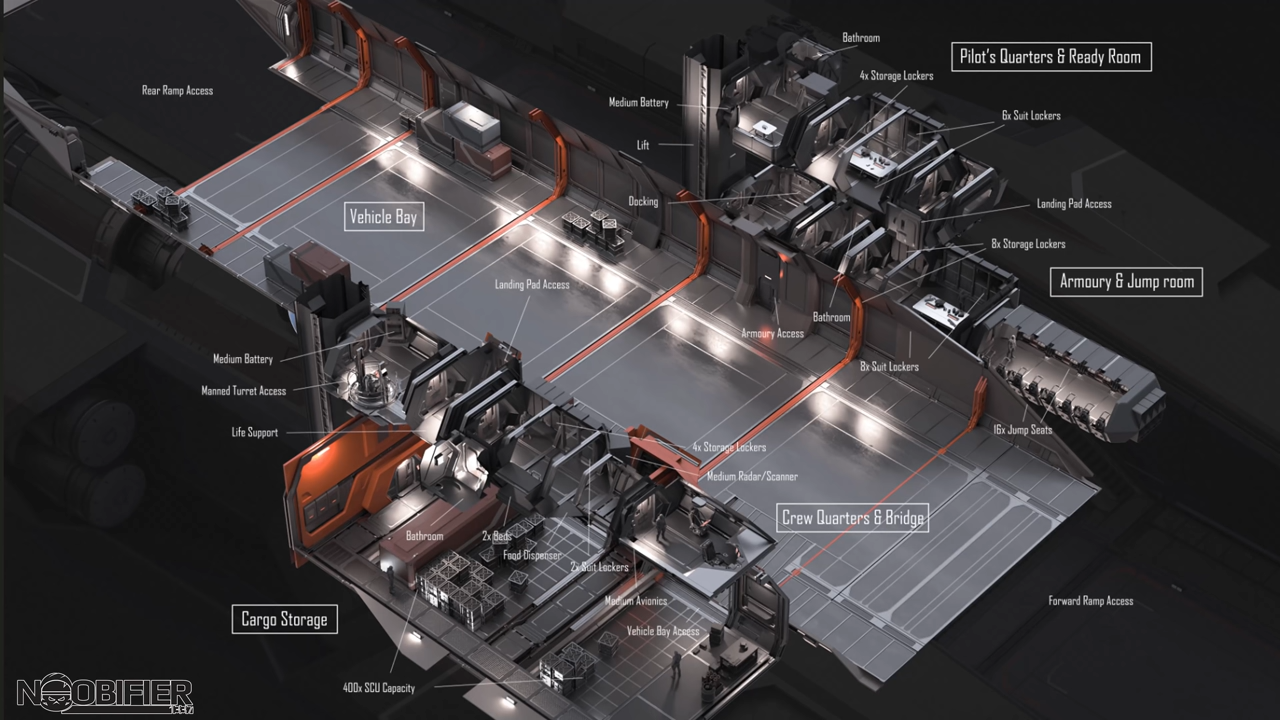 Bathroom
Pilot's Quarters & Ready Room
4x Storage Lockers
Rear Ramp Access
Medium Battery
6x Suit Lockers
Lift
Docking
Landing Pad Access
Vehicle Bay
8x Storage Lockers
Landing Pad Access
Armoury & Jump room
Bathroom
Armoury Access
Medium Battery
8x Suit Lockers
Manned Turret Access
Life Support
16x Jump Seats
4x Storage Lockers
Medium Radar/Scanner
Crew Quarters & Bridge
Bathroom
2x Beds
Food Dispenser
2x Suit Lockers
Medium Avionics
Forward Ramp Access
Cargo Storage
Vehicle Bay Access
400x SCU Capacity
NOOBIFIER